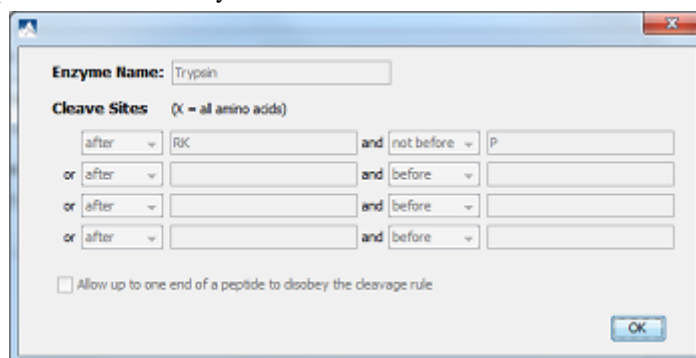 Enzyme Name: Trypsin
Cleave Sites (X = all amino acids)
after RK and not before P
or after and before
or after and before
or after and before
Allow up to one end of a peptide to disobey the cleavage rule
OK